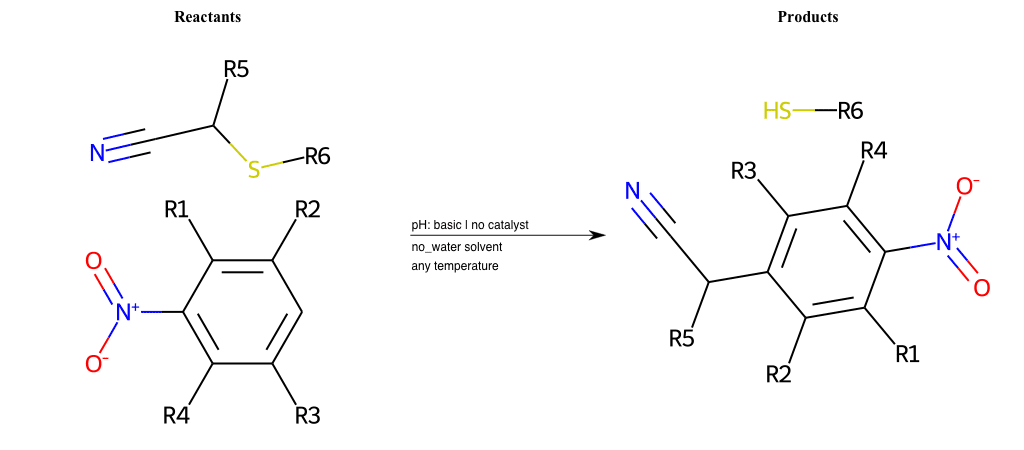 Reactants
Products
R5
N
S
R6
R1
R2
O
N+
O-
R4
R3
pH: basic | no catalyst
no_water solvent
any temperature
HS
R6
R3
R4
N
O-
N+
O
R5
R1
R2